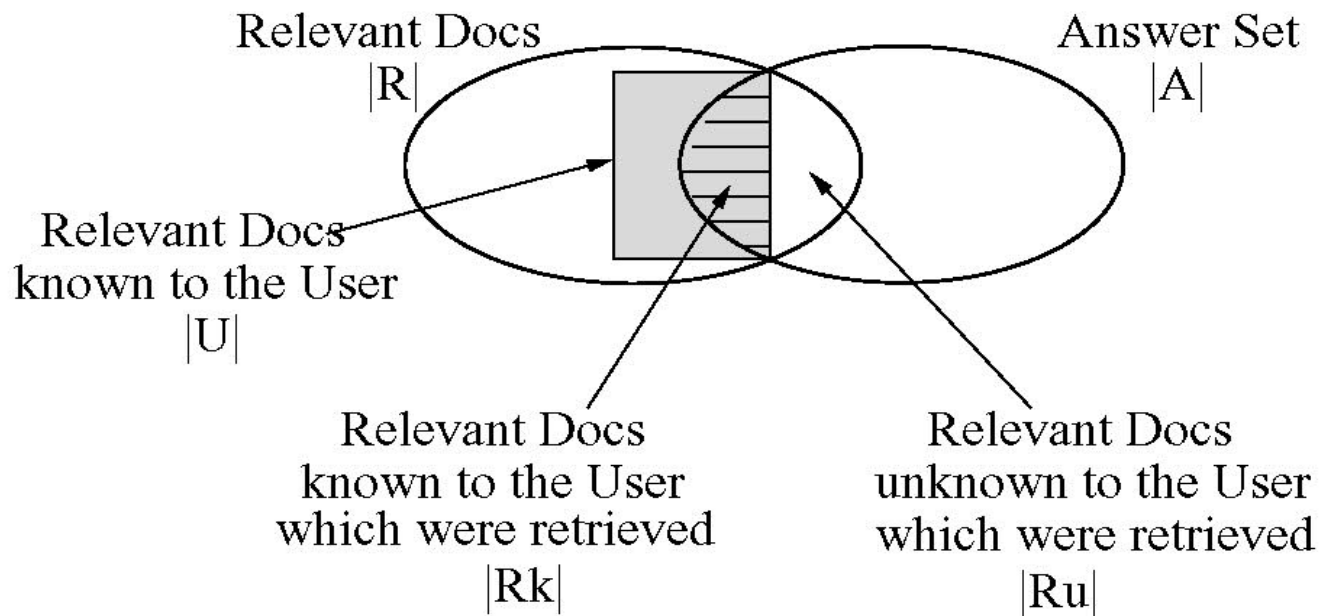 Relevant Docs
|R|
Answer Set
|A|
Relevant Docs
known to the User
|U|
Relevant Docs
known to the User
which were retrieved
|Rk|
Relevant Docs
unknown to the User
which were retrieved
|Ru|